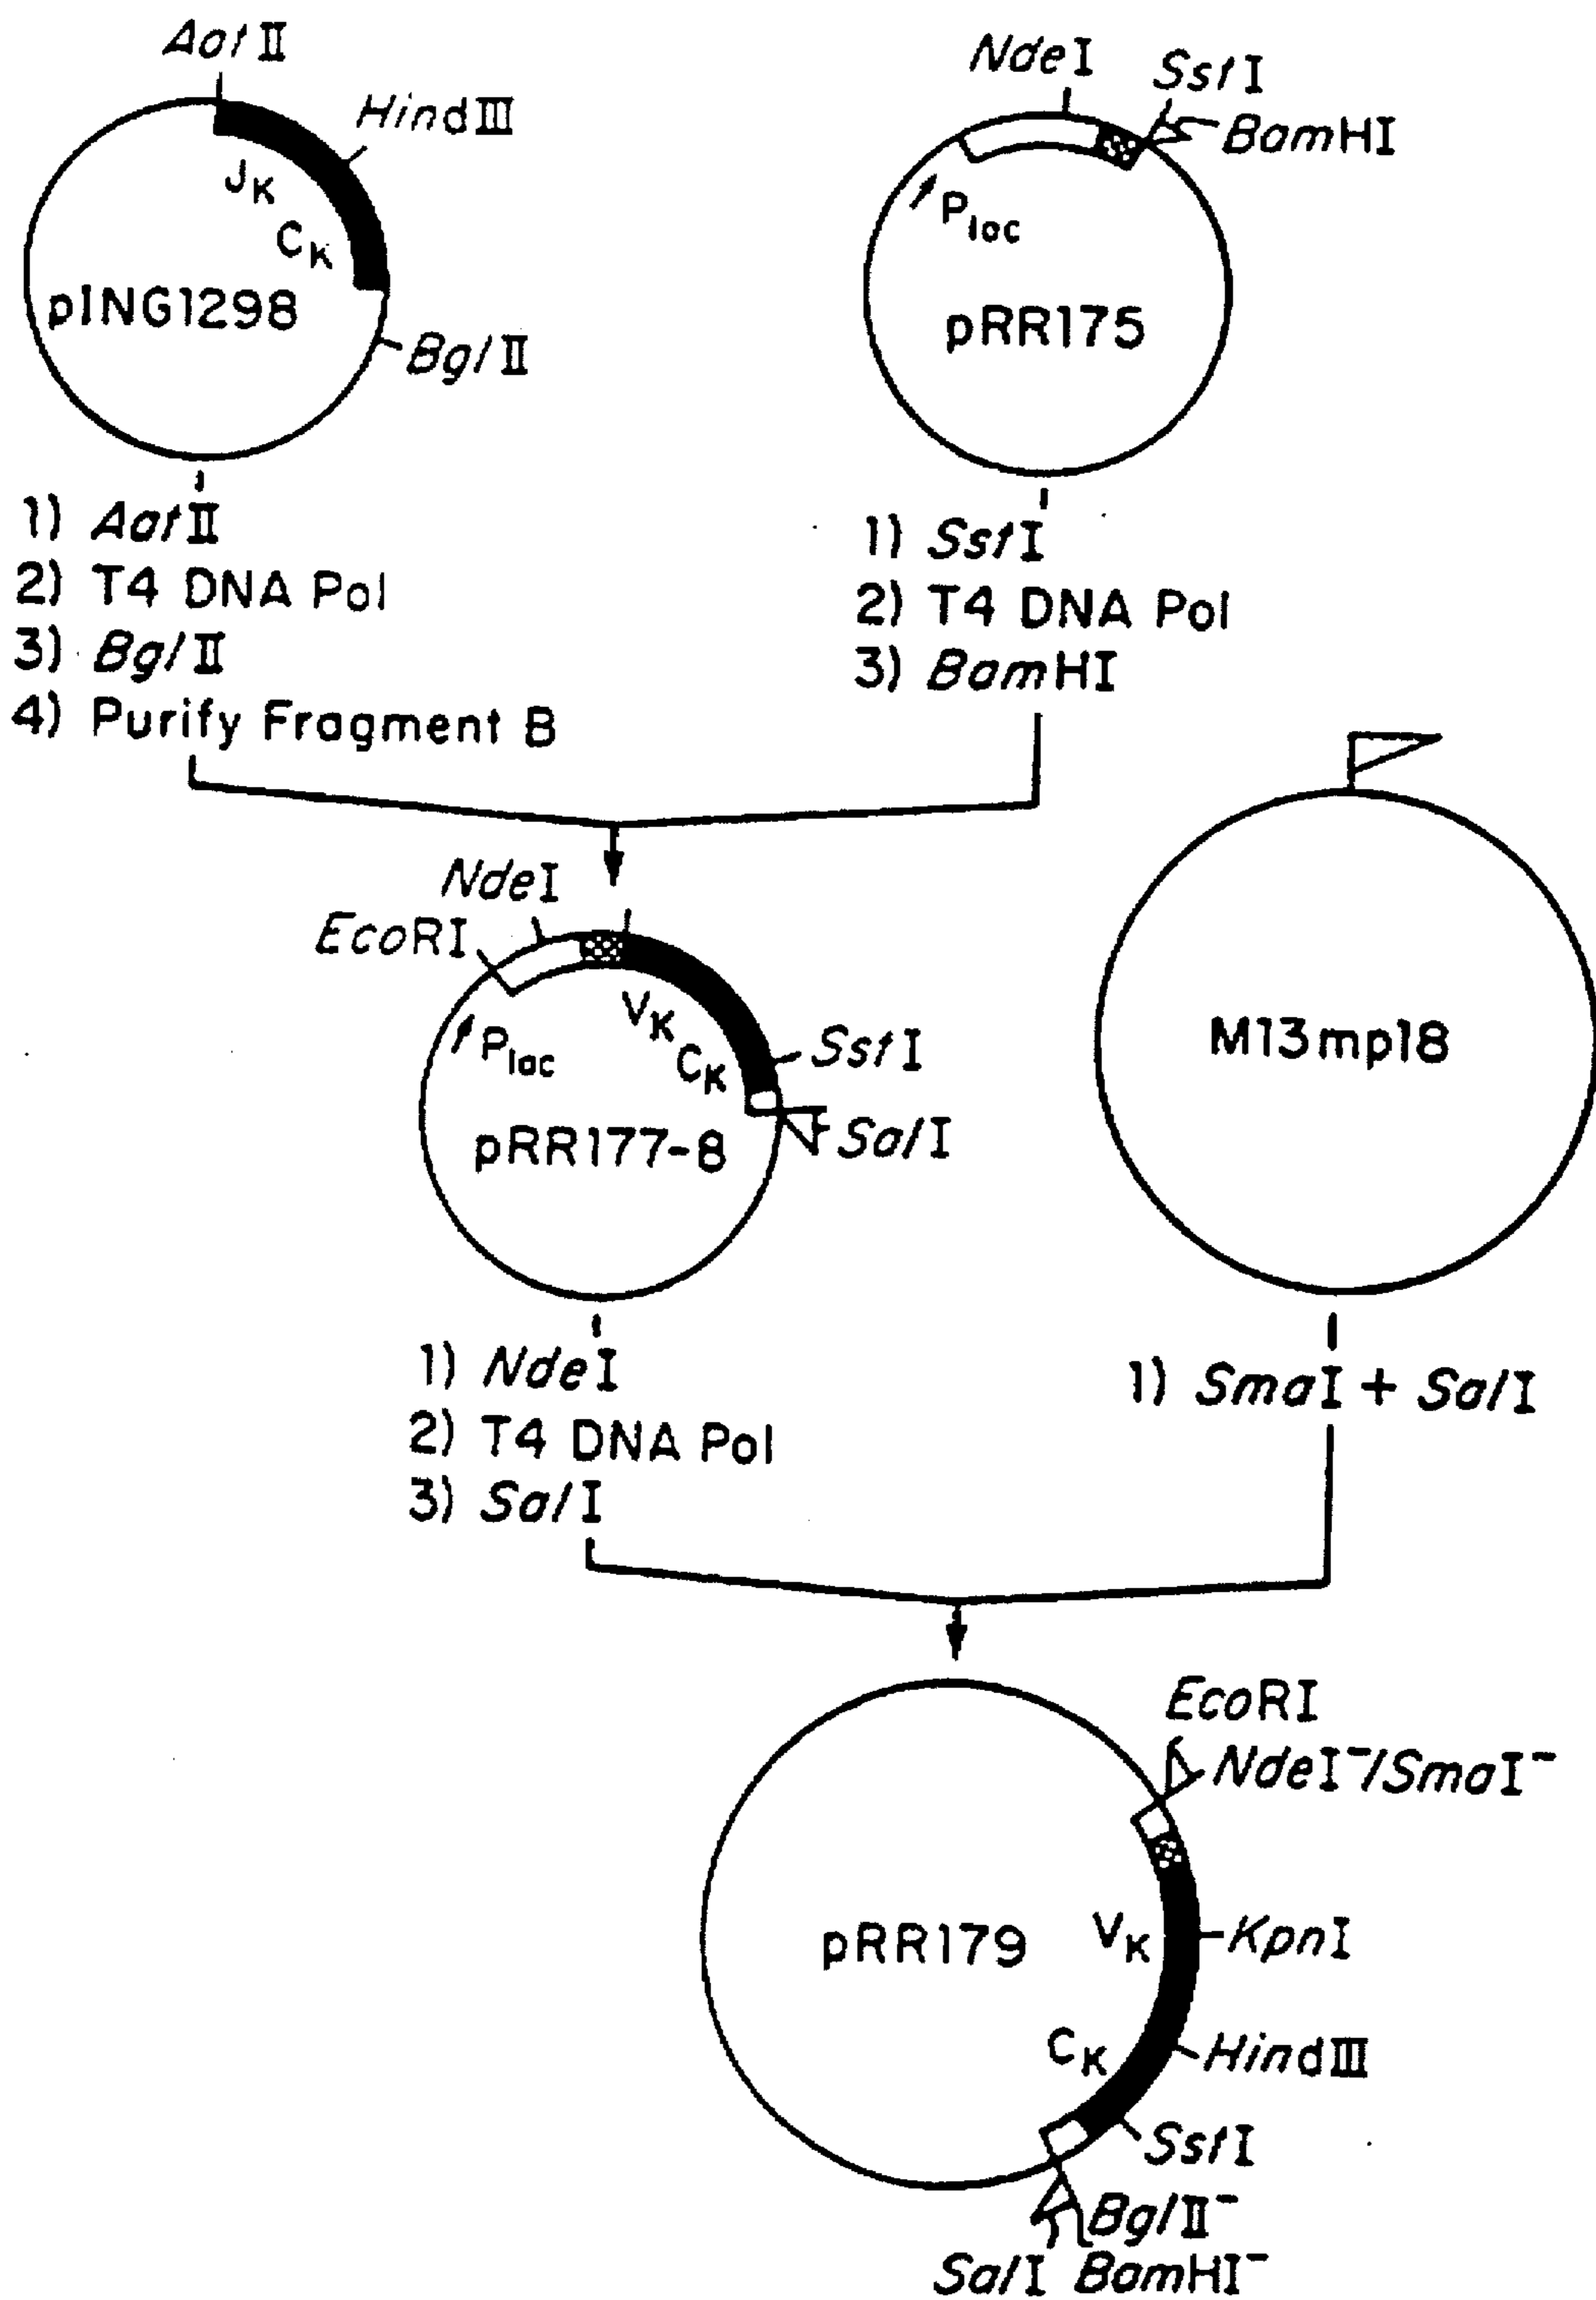 AatII
HindIII
JK
CK
pING1298
BglII
1) AatII
2) T4 DNA Pol
3) BglII
4) Purify Fragment B
NdeI
SstI
BamHI
Plac
pRR175
1) SstI
2) T4 DNA Pol
3) BamHI
NdeI
EcoRI
VK
CK
Plac
SstI
SalI
pRR177-8
1) NdeI
2) T4 DNA Pol
3) SalI
M13mp18
1) SmaI + SalI
EcoRI
NdeI⁻/SmaI⁻
VK
KpnI
pRR179
CK
HindIII
SstI
BglII⁻
SalI BamHI⁻